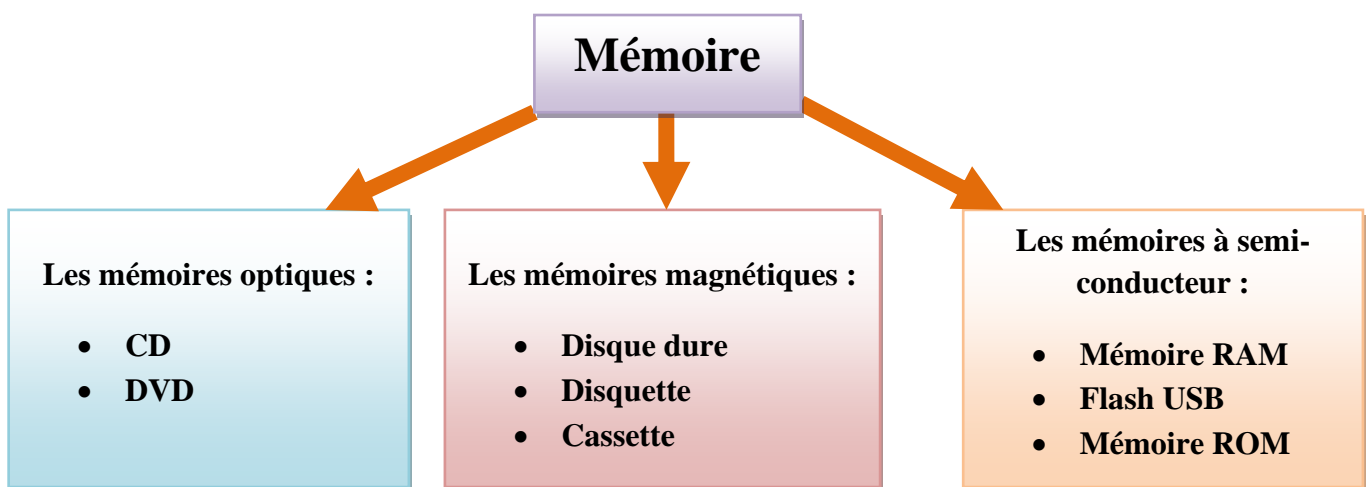 Mémoire
Les mémoires optiques :
• CD
• DVD
Les mémoires magnétiques :
• Disque dure
• Disquette
• Cassette
Les mémoires à semi-
conducteur :
• Mémoire RAM
• Flash USB
• Mémoire ROM